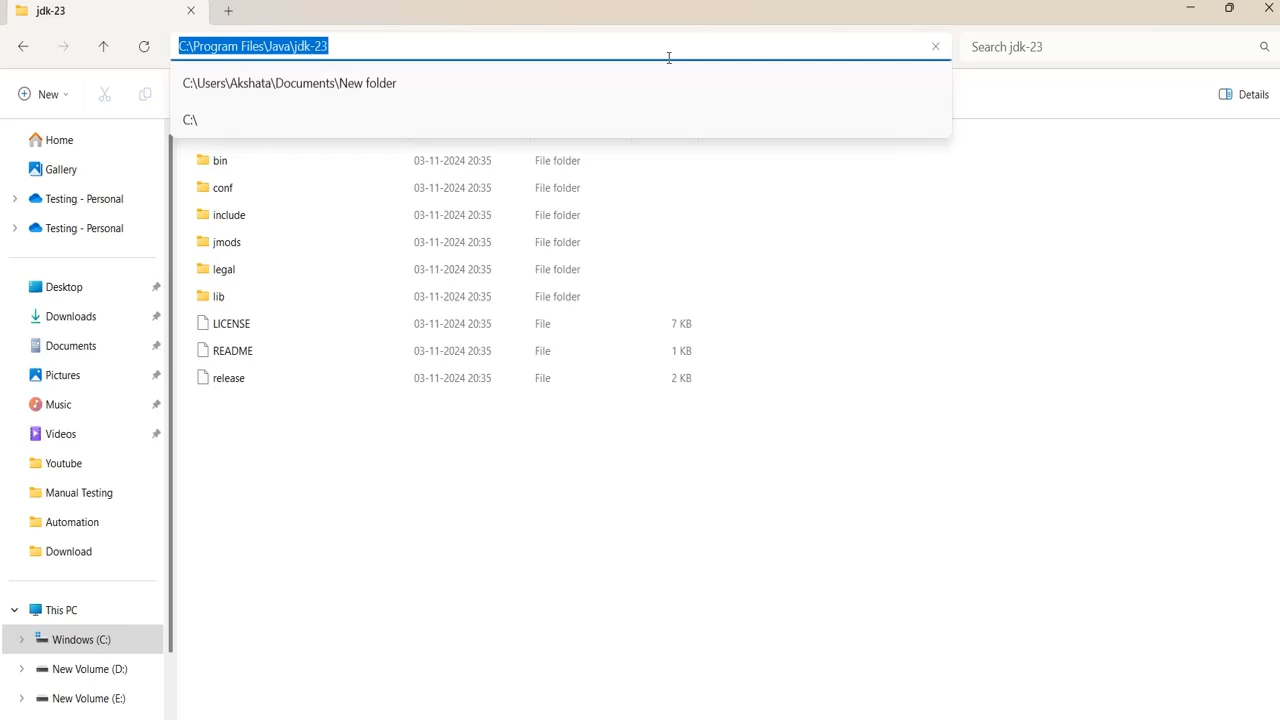 jdk-23
C:\Program Files\Java\jdk-23
Search jdk-23
C:\Users\Akshata\Documents\New folder
C:\
New
Details
Home
Gallery
Testing - Personal
Testing - Personal
Desktop
Downloads
Documents
Pictures
Music
Videos
Youtube
Manual Testing
Automation
Download
This PC
Windows (C:)
New Volume (D:)
New Volume (E:)
bin 03-11-2024 20:35 File folder
conf 03-11-2024 20:35 File folder
include 03-11-2024 20:35 File folder
jmods 03-11-2024 20:35 File folder
legal 03-11-2024 20:35 File folder
lib 03-11-2024 20:35 File folder
LICENSE 03-11-2024 20:35 File 7 KB
README 03-11-2024 20:35 File 1 KB
release 03-11-2024 20:35 File 2 KB